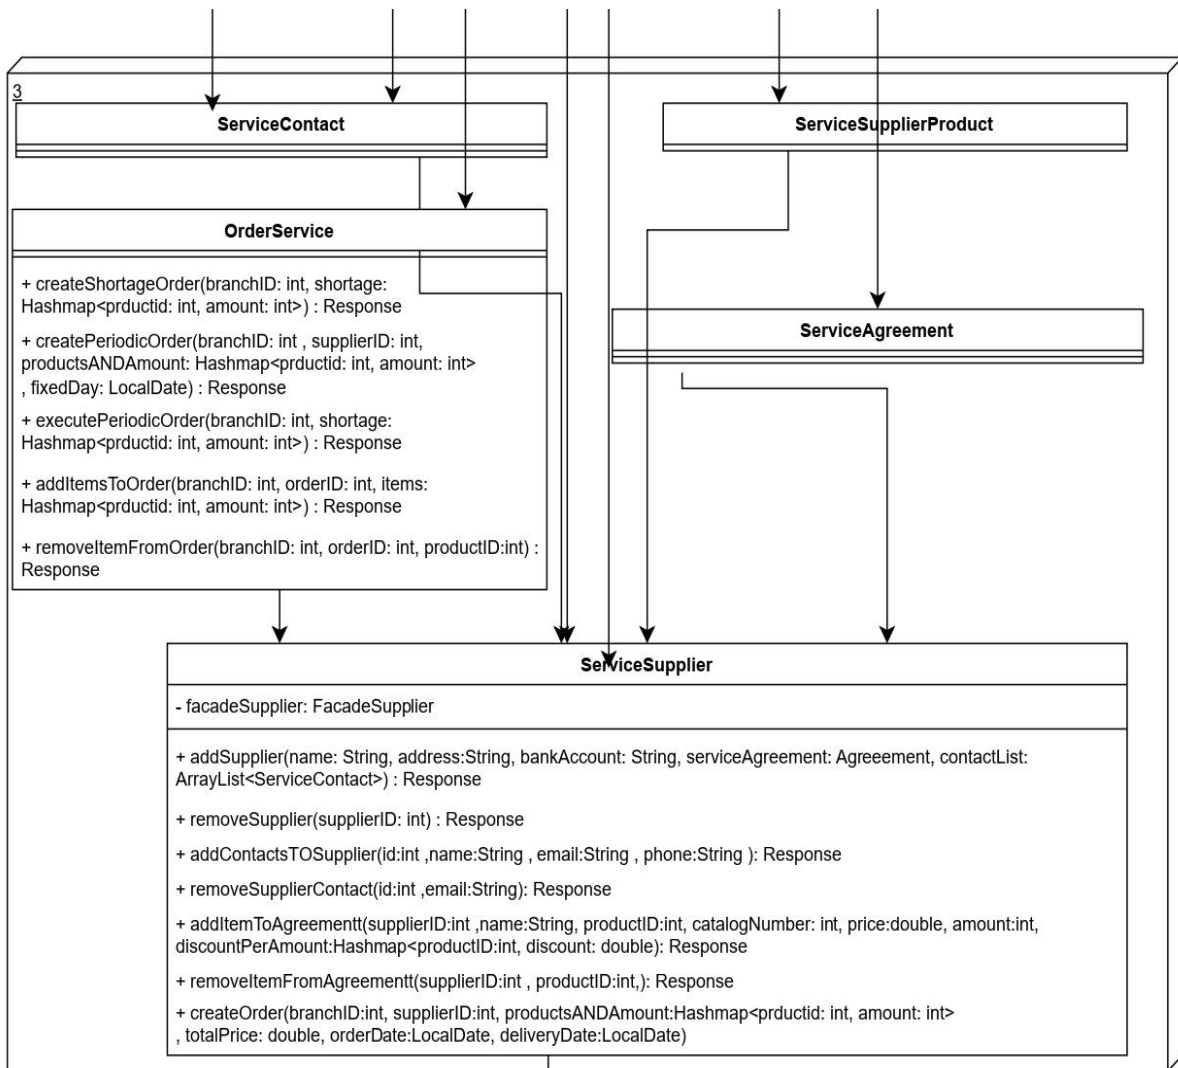 3
ServiceContact
ServiceSupplierProduct
OrderService
+ createShortageOrder(branchID: int, shortage:
Hashmap<prductid: int, amount: int>) : Response
+ createPeriodicOrder(branchID: int , supplierID: int,
productsANDAmount: Hashmap<prductid: int, amount: int>
, fixedDay: LocalDate) : Response
+ executePeriodicOrder(branchID: int, shortage:
Hashmap<prductid: int, amount: int>) : Response
+ addItemsToOrder(branchID: int, orderID: int, items:
Hashmap<prductid: int, amount: int>) : Response
+ removeItemFromOrder(branchID: int, orderID: int, productID:int) :
Response
ServiceAgreement
ServiceSupplier
- facadeSupplier: FacadeSupplier
+ addSupplier(name: String, address:String, bankAccount: String, serviceAgreement: Agreeement, contactList:
ArrayList<ServiceContact>) : Response
+ removeSupplier(supplierID: int) : Response
+ addContactsTOSupplier(id:int ,name:String , email:String , phone:String ): Response
+ removeSupplierContact(id:int ,email:String): Response
+ addItemToAgreementt(supplierID:int ,name:String, productID:int, catalogNumber: int, price:double, amount:int,
discountPerAmount:Hashmap<productID:int, discount: double): Response
+ removeItemFromAgreementt(supplierID:int , productID:int,): Response
+ createOrder(branchID:int, supplierID:int, productsANDAmount:Hashmap<prductid: int, amount: int>
, totalPrice: double, orderDate:LocalDate, deliveryDate:LocalDate)